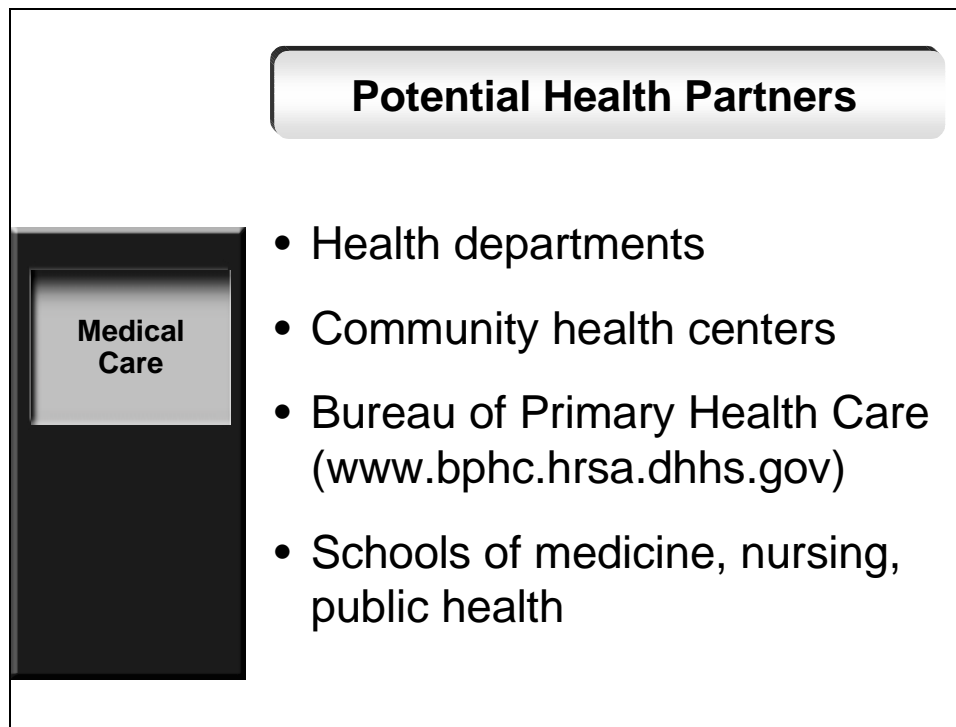 Potential Health Partners
Medical
Care
• Health departments
• Community health centers
• Bureau of Primary Health Care
(www.bphc.hrsa.dhhs.gov)
• Schools of medicine, nursing,
public health